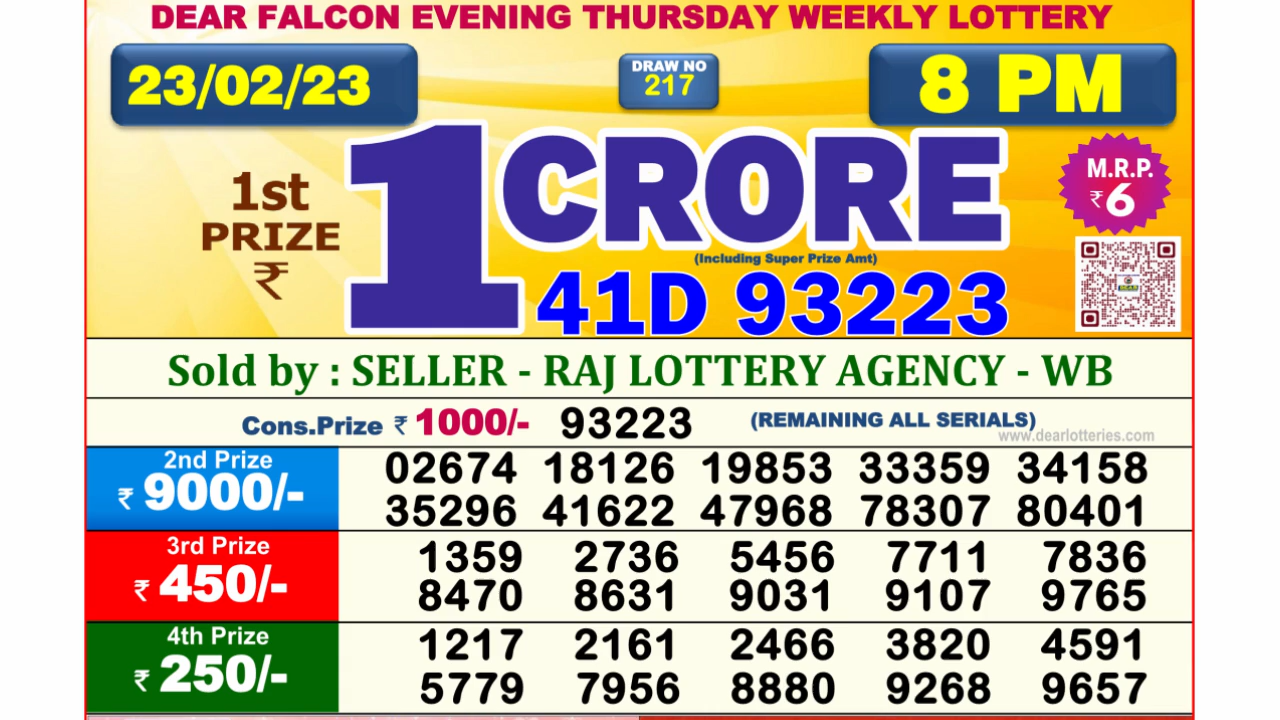 DEAR FALCON EVENING THURSDAY WEEKLY LOTTERY
23/02/23
DRAW NO
217
8 PM
1st
PRIZE
₹
1 CRORE
(Including Super Prize Amt)
41D 93223
M.R.P.
₹ 6
Sold by : SELLER - RAJ LOTTERY AGENCY - WB
Cons.Prize ₹ 1000/- 93223 (REMAINING ALL SERIALS)
www.dearlotteries.com
2nd Prize
₹ 9000/-
02674 18126 19853 33359 34158
35296 41622 47968 78307 80401
3rd Prize
₹ 450/-
1359 2736 5456 7711 7836
8470 8631 9031 9107 9765
4th Prize
₹ 250/-
1217 2161 2466 3820 4591
5779 7956 8880 9268 9657